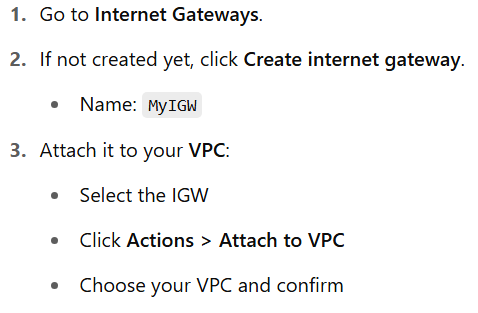 1. Go to Internet Gateways.
2. If not created yet, click Create internet gateway.
• Name: MyIGW
3. Attach it to your VPC:
• Select the IGW
• Click Actions > Attach to VPC
• Choose your VPC and confirm